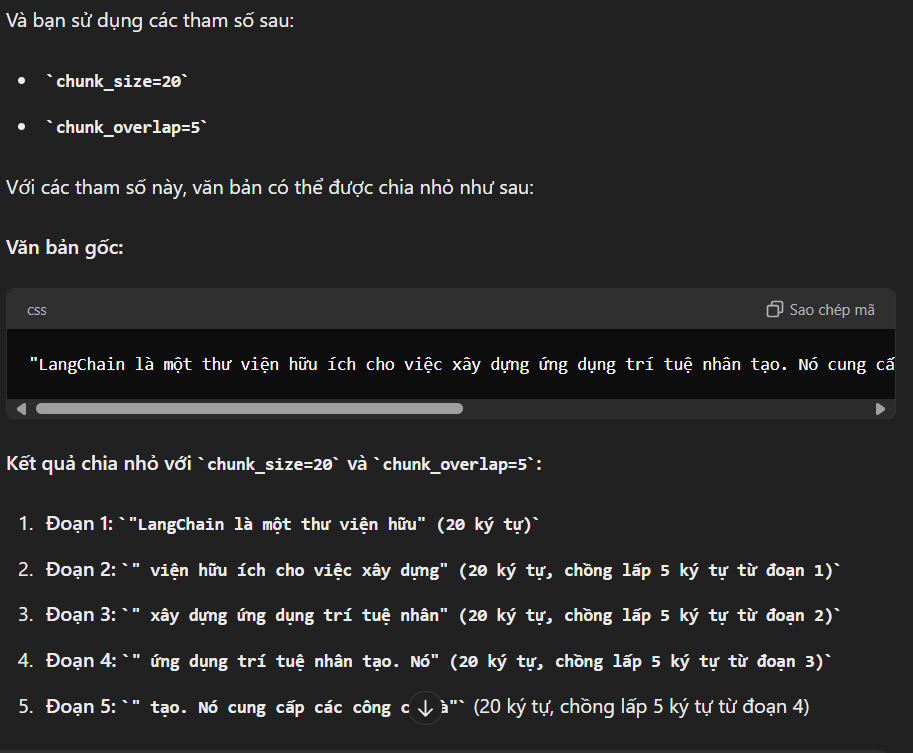 Và bạn sử dụng các tham số sau:
• `chunk_size=20`
• `chunk_overlap=5`
Với các tham số này, văn bản có thể được chia nhỏ như sau:
Văn bản gốc:
css
Sao chép mã
"LangChain là một thư viện hữu ích cho việc xây dựng ứng dụng trí tuệ nhân tạo. Nó cung cấ
Kết quả chia nhỏ với `chunk_size=20` và `chunk_overlap=5`:
1. Đoạn 1: `"LangChain là một thư viện hữu" (20 ký tự)`
2. Đoạn 2: `" viện hữu ích cho việc xây dựng" (20 ký tự, chồng lấp 5 ký tự từ đoạn 1)`
3. Đoạn 3: `" xây dựng ứng dụng trí tuệ nhân" (20 ký tự, chồng lấp 5 ký tự từ đoạn 2)`
4. Đoạn 4: `" ứng dụng trí tuệ nhân tạo. Nó" (20 ký tự, chồng lấp 5 ký tự từ đoạn 3)`
5. Đoạn 5: `" tạo. Nó cung cấp các công "` (20 ký tự, chồng lấp 5 ký tự từ đoạn 4)